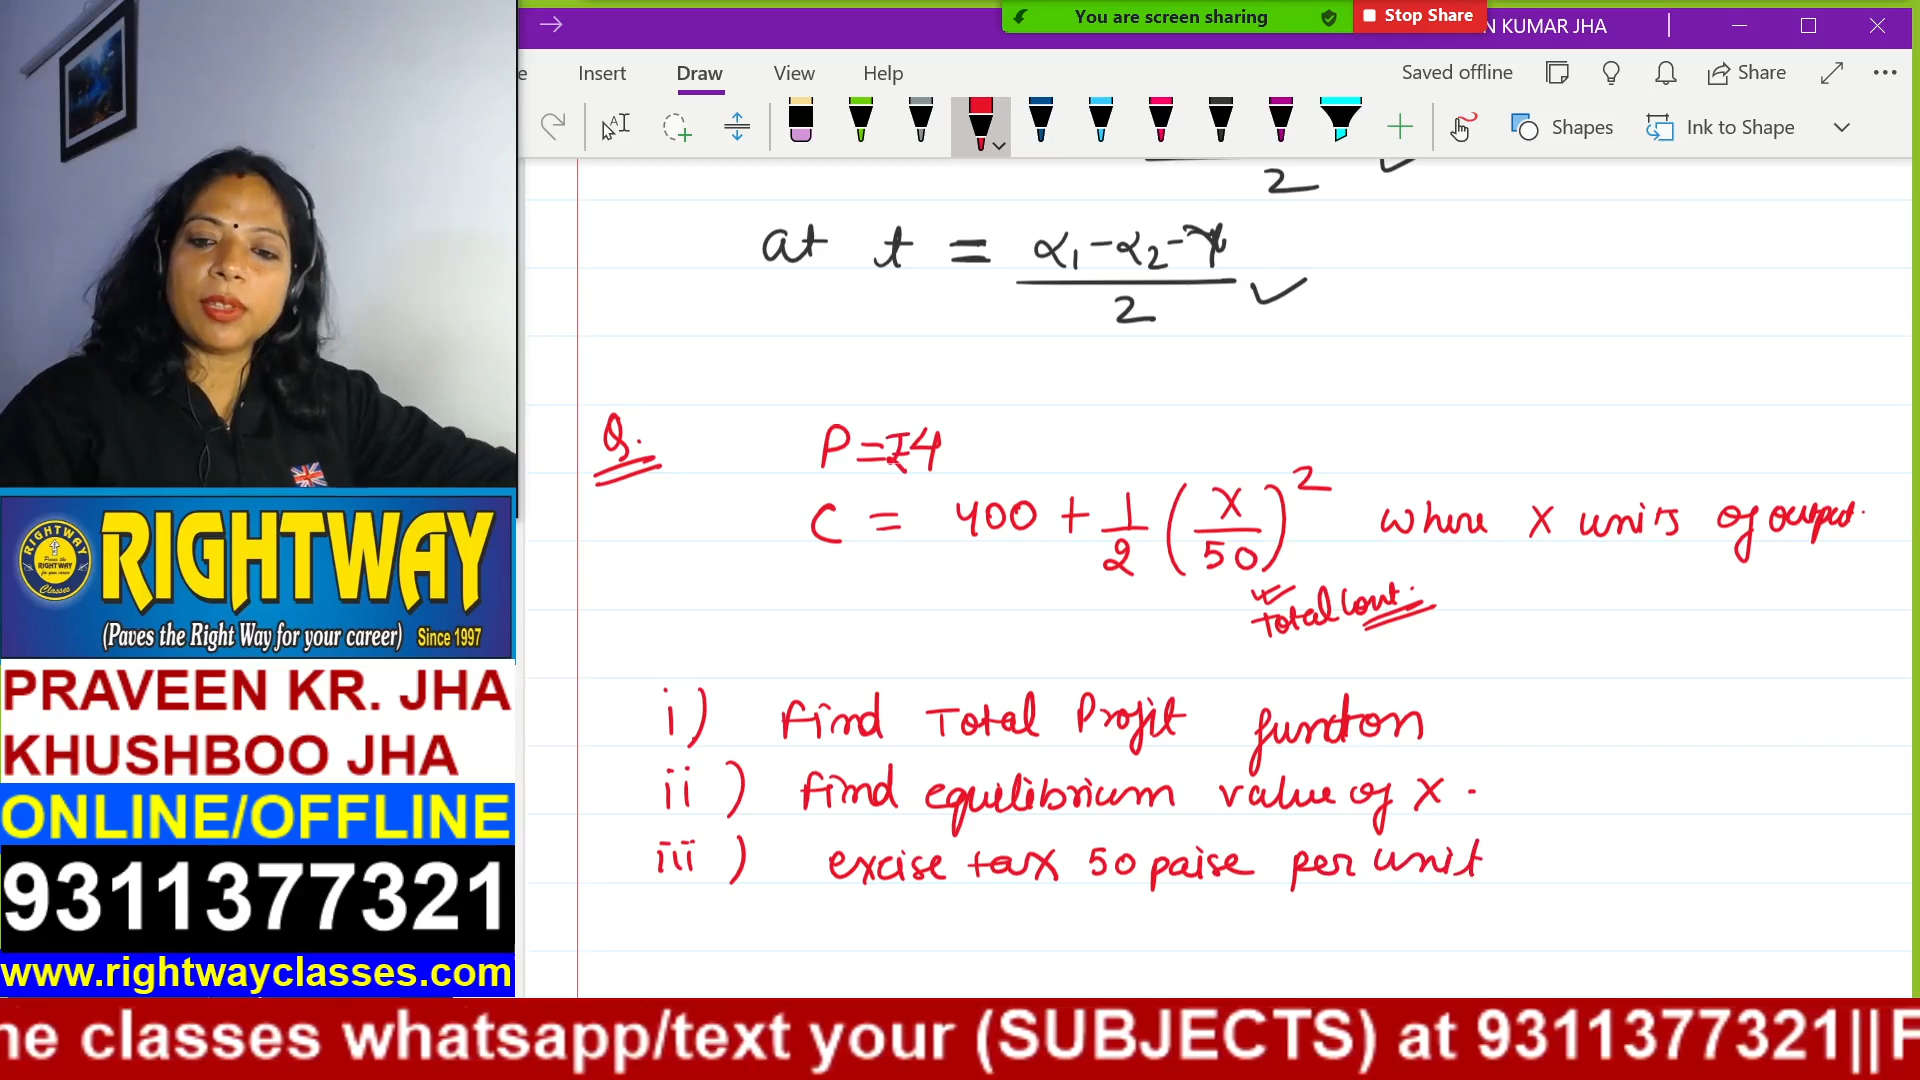 You are screen sharing
Stop Share
N KUMAR JHA
Insert
Draw
View
Help
Saved offline
Share
Shapes
Ink to Shape
2
at t = α1-α2-γ
2
Q.
P=₹4
C = 400 + 1/2 (x/50)^2 where x units of output.
Total Cost.
i) Find Total Profit function
ii) Find equilibrium value of x.
iii) excise tax 50 paise per unit
RIGHTWAY
RIGHTWAY
Classes
(Paves the Right Way for your career) Since 1997
PRAVEEN KR. JHA
KHUSHBOO JHA
ONLINE/OFFLINE
9311377321
www.rightwayclasses.com
ne classes whatsapp/text your (SUBJECTS) at 9311377321||F